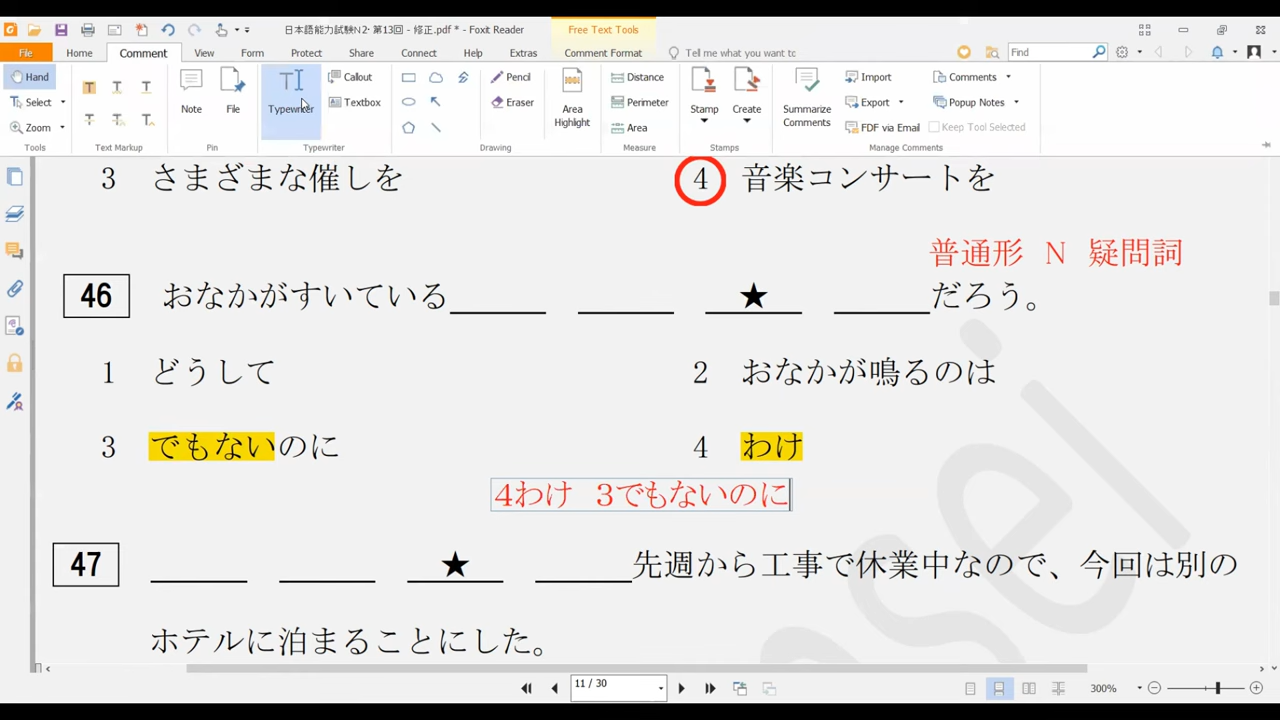 日本語能力試験N2- 第13回 - 修正.pdf * - Foxit Reader
Free Text Tools
File Home Comment View Form Protect Share Connect Help Extras Comment Format Tell me what you want to
Find
Hand
Select
Zoom
Tools
Text Markup
Note
File
Pin
Typewriter
Callout
Textbox
Typewriter
Pencil
Eraser
Drawing
Area Highlight
Distance
Perimeter
Area
Measure
Stamp
Create
Stamps
Summarize Comments
Import
Export
FDF via Email
Comments
Popup Notes
Keep Tool Selected
Manage Comments
3 さまざまな催しを 4 音楽コンサートを
普通形 N 疑問詞
46 おなかがすいている ★ だろう。
1 どうして 2 おなかが鳴るのは
3 でもないのに 4 わけ
4わけ 3でもないのに
47 ★ 先週から工事で休業中なので、今回は別の
ホテルに泊まることにした。
11 / 30
300%